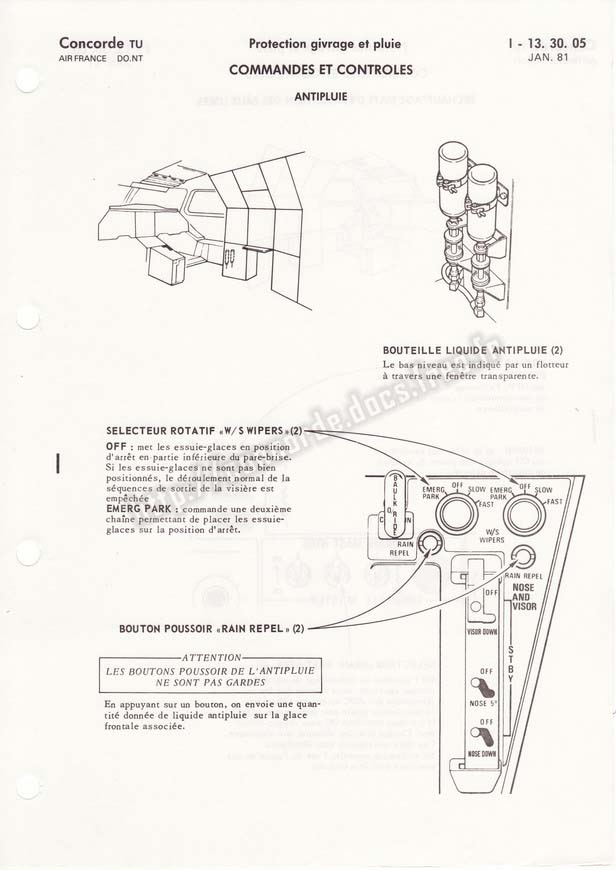 Concorde TU
AIR FRANCE DO.NT
Protection givrage et pluie
COMMANDES ET CONTROLES
ANTIPLUIE
I - 13. 30. 05
JAN. 81
BOUTEILLE LIQUIDE ANTIPLUIE (2)
Le bas niveau est indiqué par un flotteur
à travers une fenêtre transparente.
SELECTEUR ROTATIF «W/S WIPERS» (2)
OFF : met les essuie-glaces en position
d'arrêt en partie inférieure du pare-brise.
Si les essuie-glaces ne sont pas bien
positionnés, le déroulement normal de la
séquences de sortie de la visière est
empêchée
EMERG PARK : commande une deuxième
chaîne permettant de placer les essuie-
glaces sur la position d'arrêt.
EMERG PARK
OFF
SLOW
FAST
EMERG PARK
OFF
SLOW
FAST
W/S
WIPERS
RAIN
REPEL
RAIN REPEL
NOSE
AND
VISOR
OFF
VISOR DOWN
STBY
OFF
NOSE 5°
OFF
NOSE DOWN
BOUTON POUSSOIR «RAIN REPEL» (2)
ATTENTION
LES BOUTONS POUSSOIR DE L'ANTIPLUIE
NE SONT PAS GARDES
En appuyant sur un bouton, on envoie une quan-
tité donnée de liquide antipluie sur la glace
frontale associée.